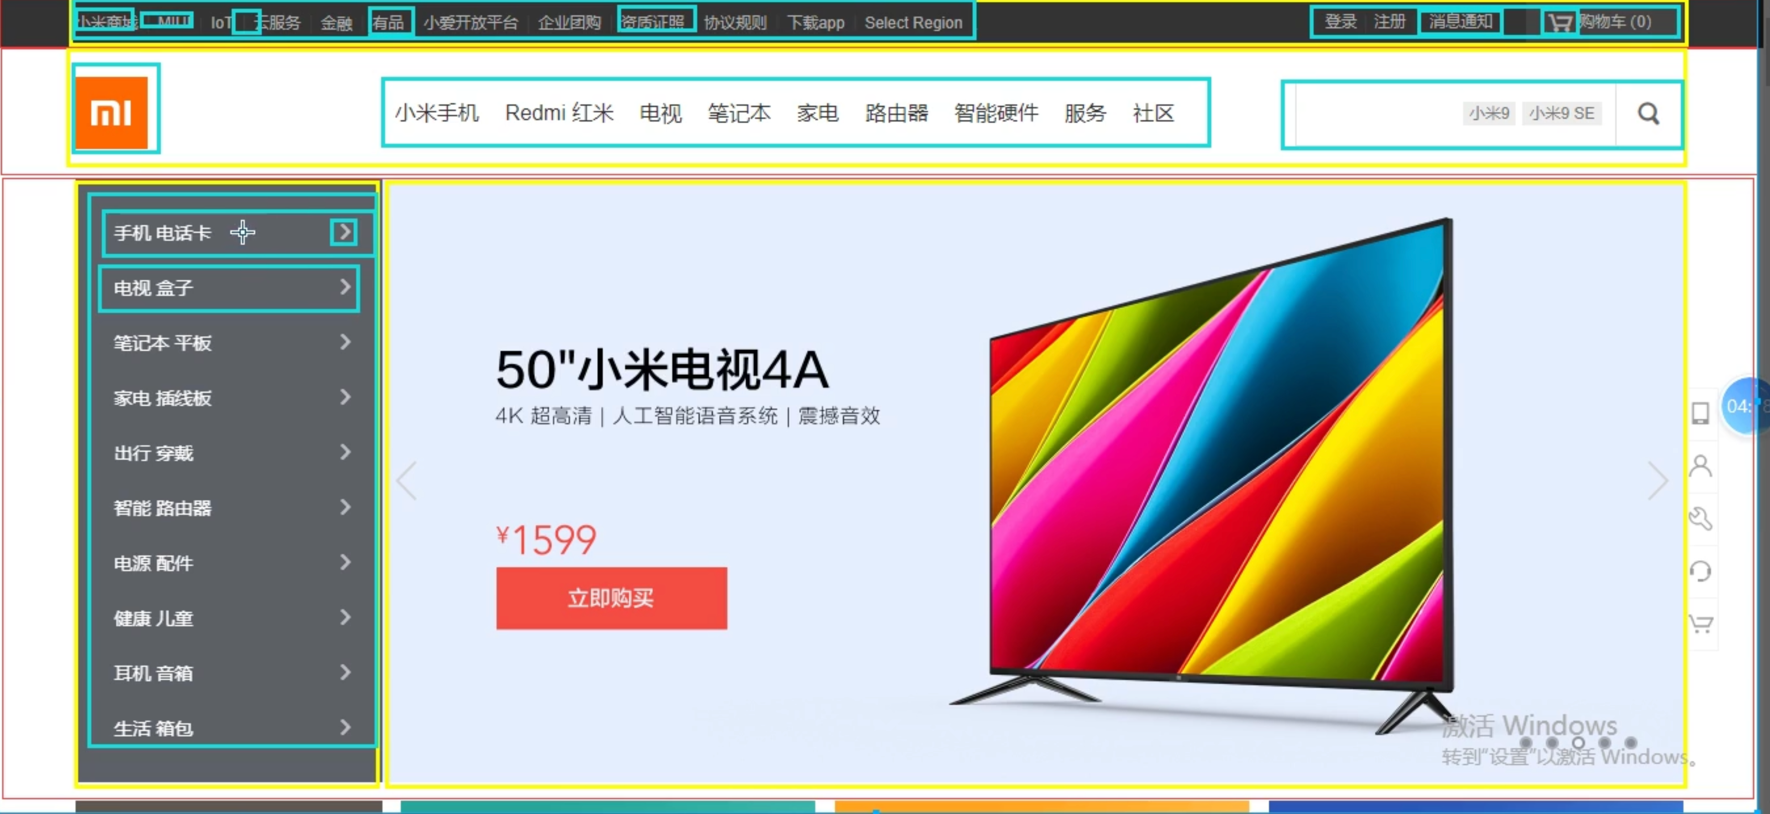 小米商城 MIUI IoT 云服务 金融 有品 小爱开放平台 企业团购 资质证照 协议规则 下载app Select Region 登录 注册 消息通知 购物车 (0)
mi 小米手机 Redmi 红米 电视 笔记本 家电 路由器 智能硬件 服务 社区 小米9 小米9 SE
手机 电话卡
电视 盒子
笔记本 平板
家电 插线板
出行 穿戴
智能 路由器
电源 配件
健康 儿童
耳机 音箱
生活 箱包
50"小米电视4A
4K 超高清 | 人工智能语音系统 | 震撼音效
¥1599
立即购买
激活 Windows
转到“设置”以激活 Windows。